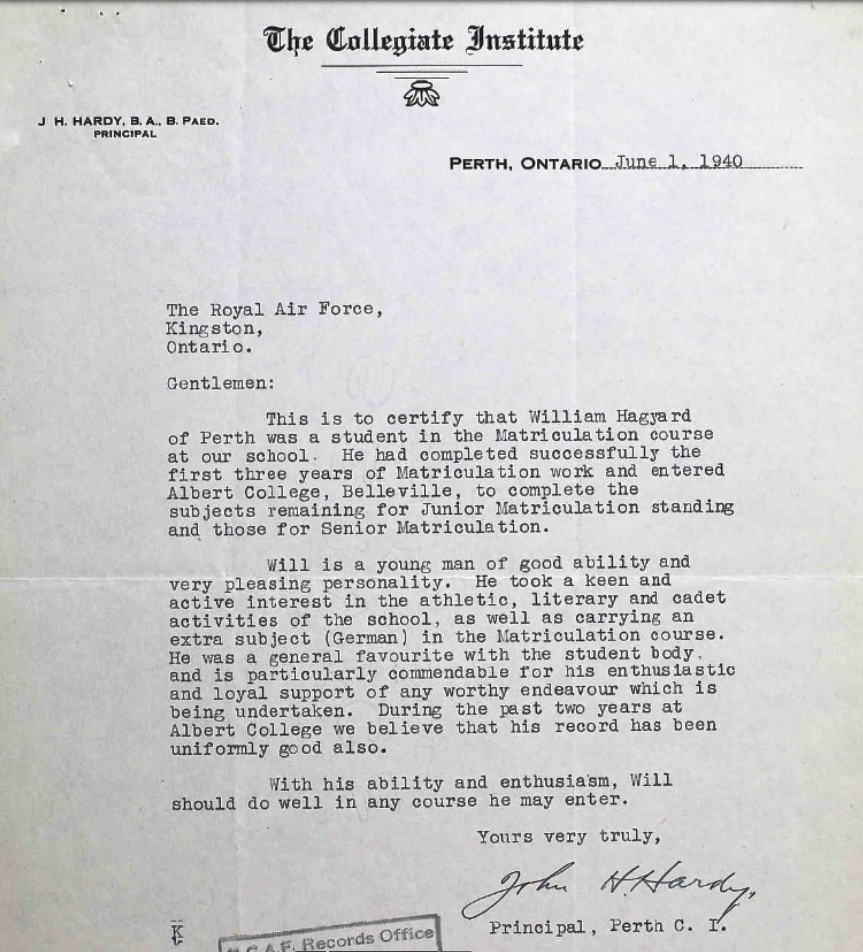 The Collegiate Institute
J H. HARDY, B. A., B. PAED.
PRINCIPAL
PERTH, ONTARIO June 1, 1940
The Royal Air Force,
Kingston,
Ontario.
Gentlemen:
This is to certify that William Hagyard
of Perth was a student in the Matriculation course
at our school. He had completed successfully the
first three years of Matriculation work and entered
Albert College, Belleville, to complete the
subjects remaining for Junior Matriculation standing
and those for Senior Matriculation.
Will is a young man of good ability and
very pleasing personality. He took a keen and
active interest in the athletic, literary and cadet
activities of the school, as well as carrying an
extra subject (German) in the Matriculation course.
He was a general favourite with the student body,
and is particularly commendable for his enthusiastic
and loyal support of any worthy endeavour which is
being undertaken. During the past two years at
Albert College we believe that his record has been
uniformly good also.
With his ability and enthusiasm, Will
should do well in any course he may enter.
Yours very truly,
John H. Hardy,
Principal, Perth C. I.
R.C.A.F. Records Office